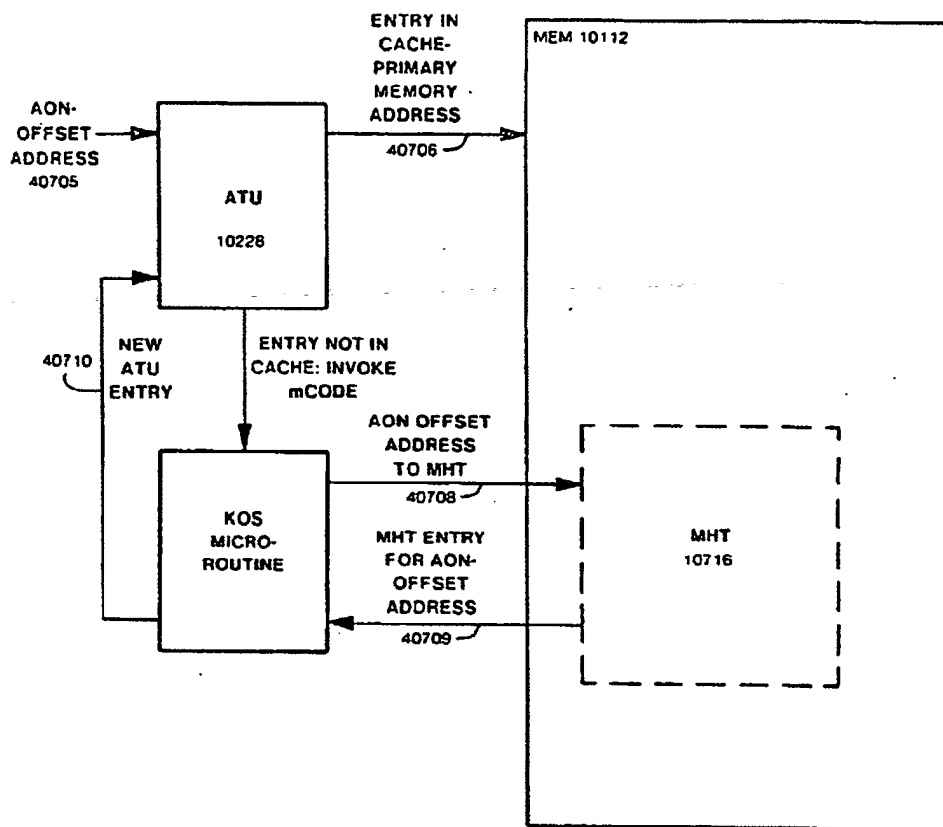 ENTRY IN
CACHE-
PRIMARY
MEMORY
ADDRESS
40706
MEM 10112
AON-
OFFSET
ADDRESS
40705
ATU
10228
40710
NEW
ATU
ENTRY
ENTRY NOT IN
CACHE: INVOKE
mCODE
AON OFFSET
ADDRESS
TO MHT
40708
KOS
MICRO-
ROUTINE
MHT ENTRY
FOR AON-
OFFSET
ADDRESS
40709
MHT
10716